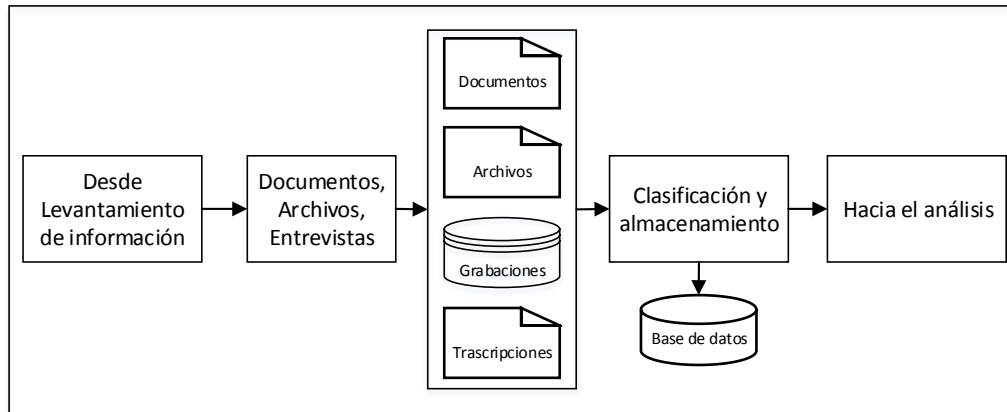 Desde
Levantamiento
de información
Documentos,
Archivos,
Entrevistas
Documentos
Archivos
Grabaciones
Trascripciones
Clasificación y
almacenamiento
Base de datos
Hacia el análisis